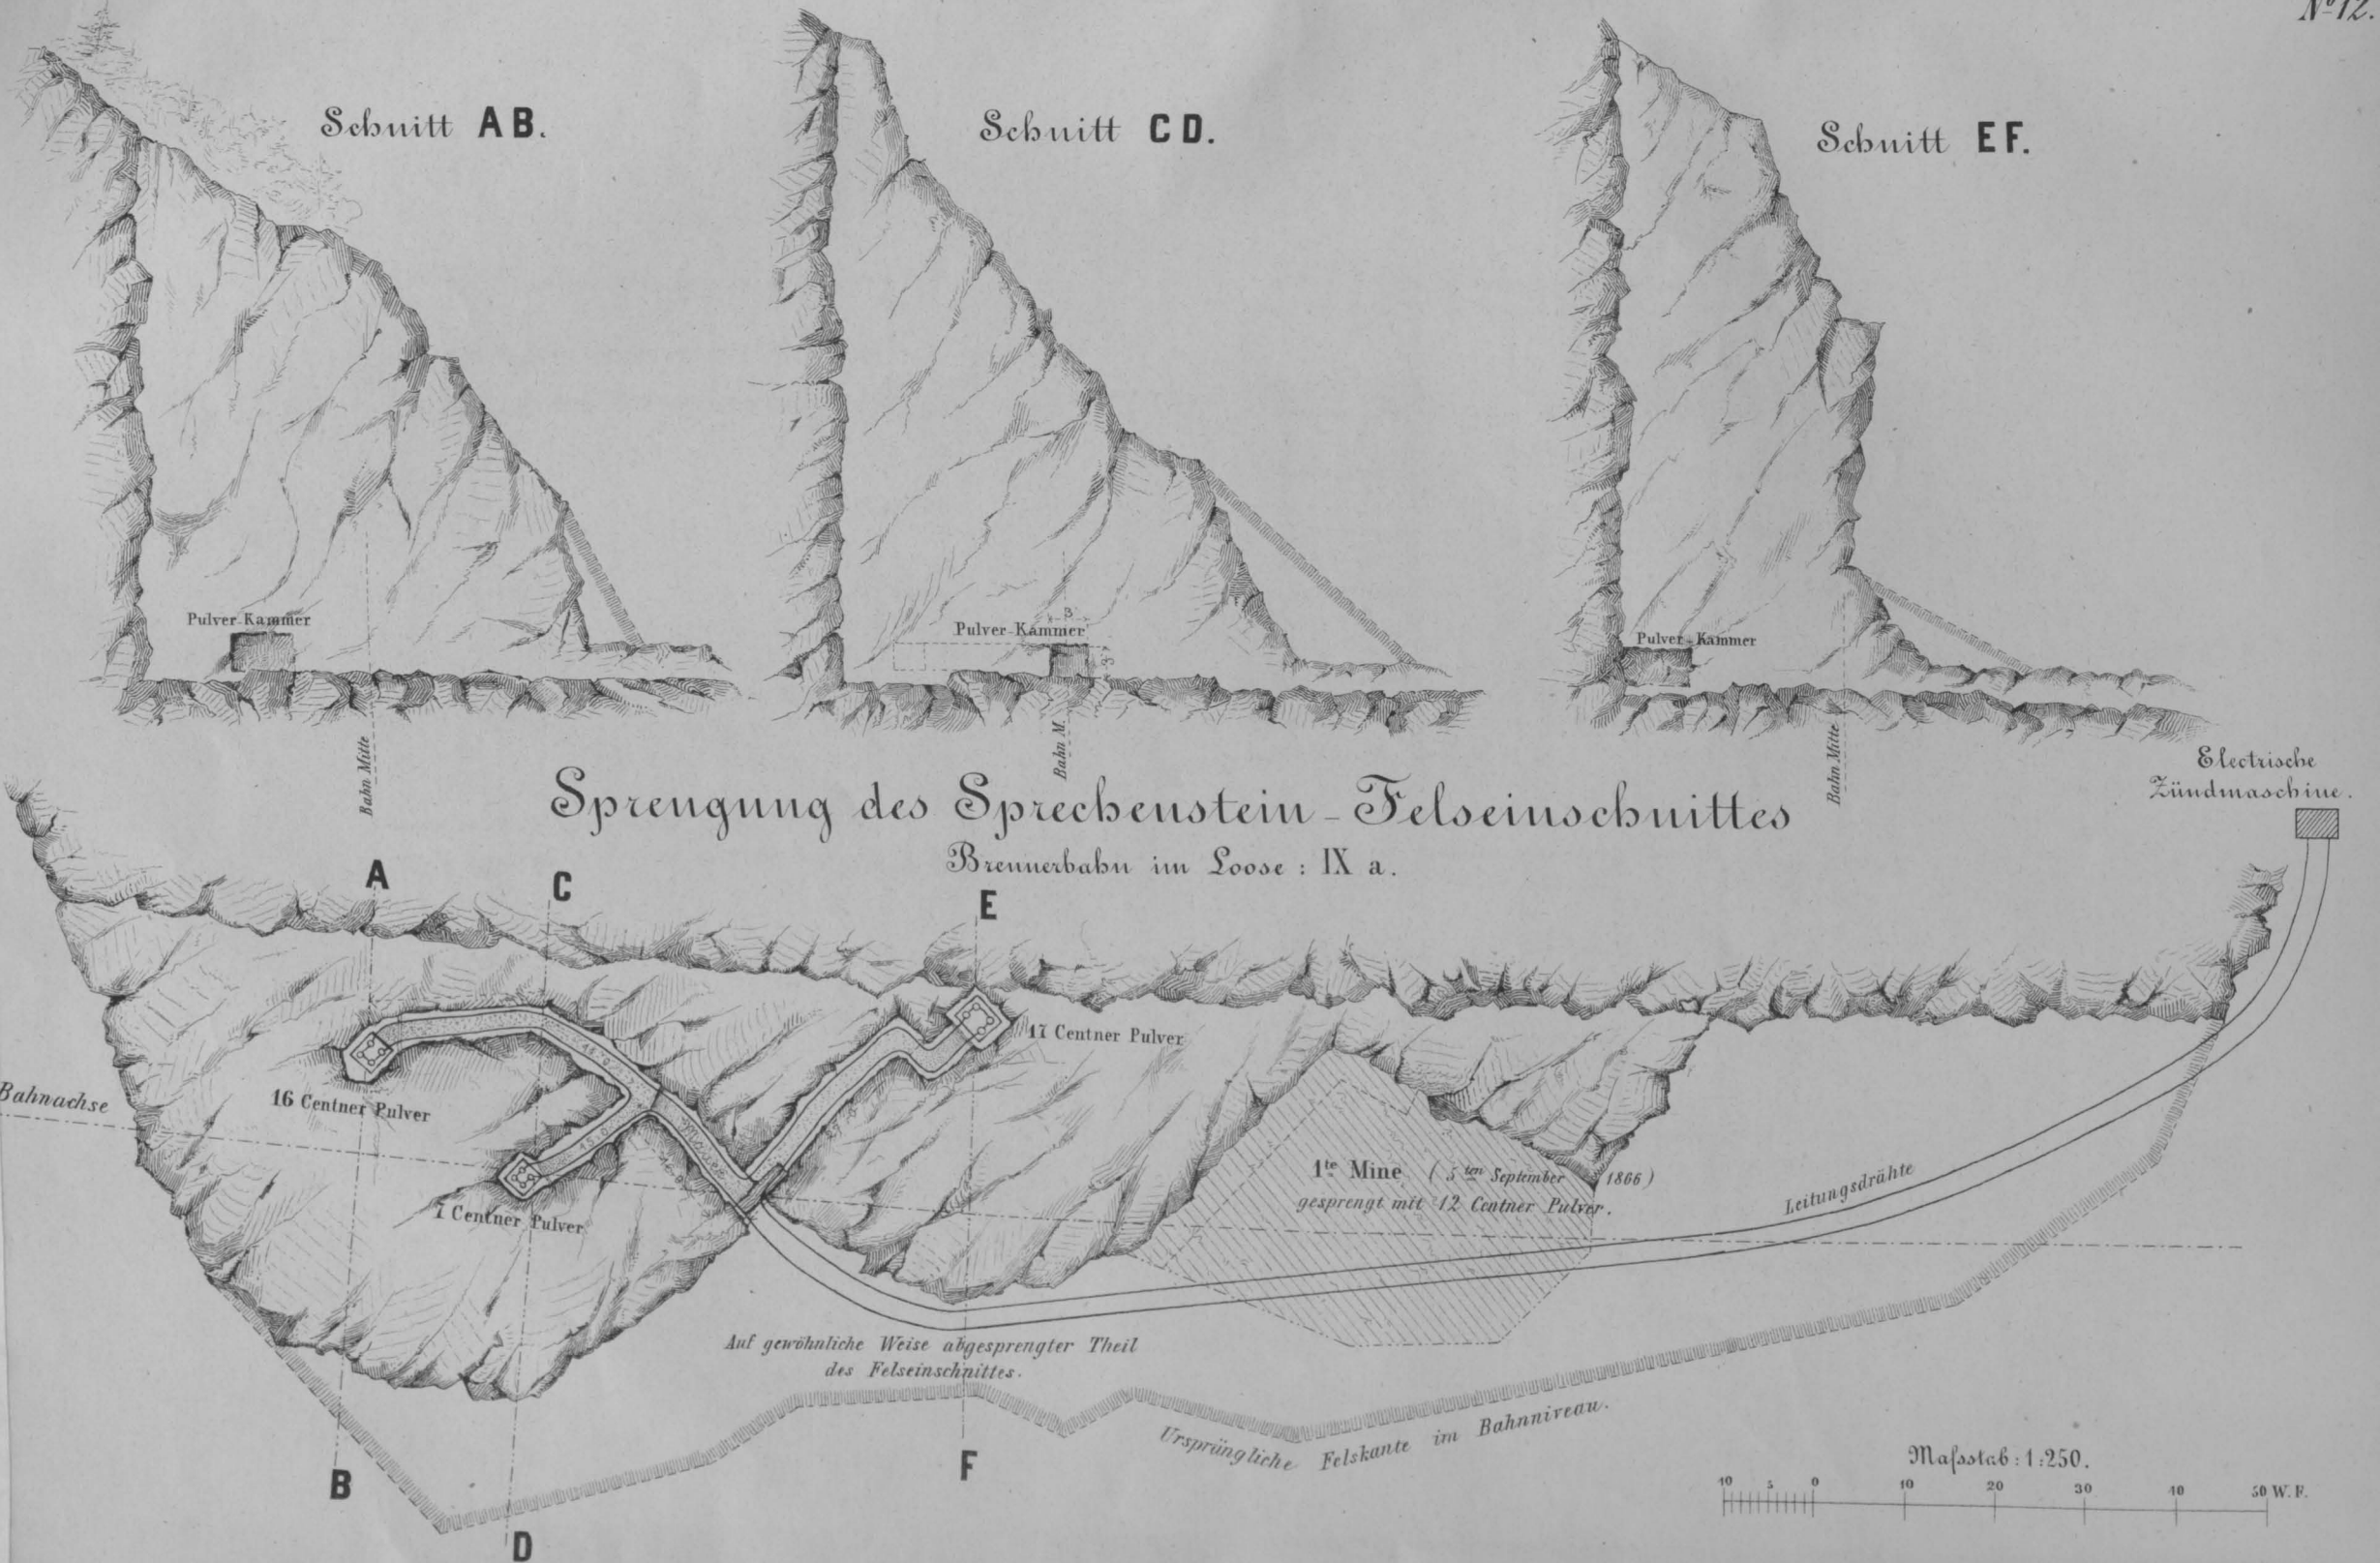 Nº 12.
Schnitt AB.
Schnitt CD.
Schnitt EF.
Pulver-Kammer
Pulver-Kammer
3'
3'
Pulver-Kammer
Bahn Mitte
Bahn M.
Bahn Mitte
Electrische
Zündmaschine.
Sprengung des Sprechenstein-Felseinschnittes
Brennerbahn im Loose: IX a.
A
C
E
17 Centner Pulver
16 Centner Pulver
Bahnachse
7 Centner Pulver
1te Mine (5ten September 1866)
gesprengt mit 12 Centner Pulver.
Leitungsdrähte
Auf gewöhnliche Weise abgesprengter Theil
des Felseinschnittes.
Ursprüngliche Felskante im Bahnniveau.
B
F
D
Maſsstab: 1:250.
10 5 0 10 20 30 40 50 W. F.